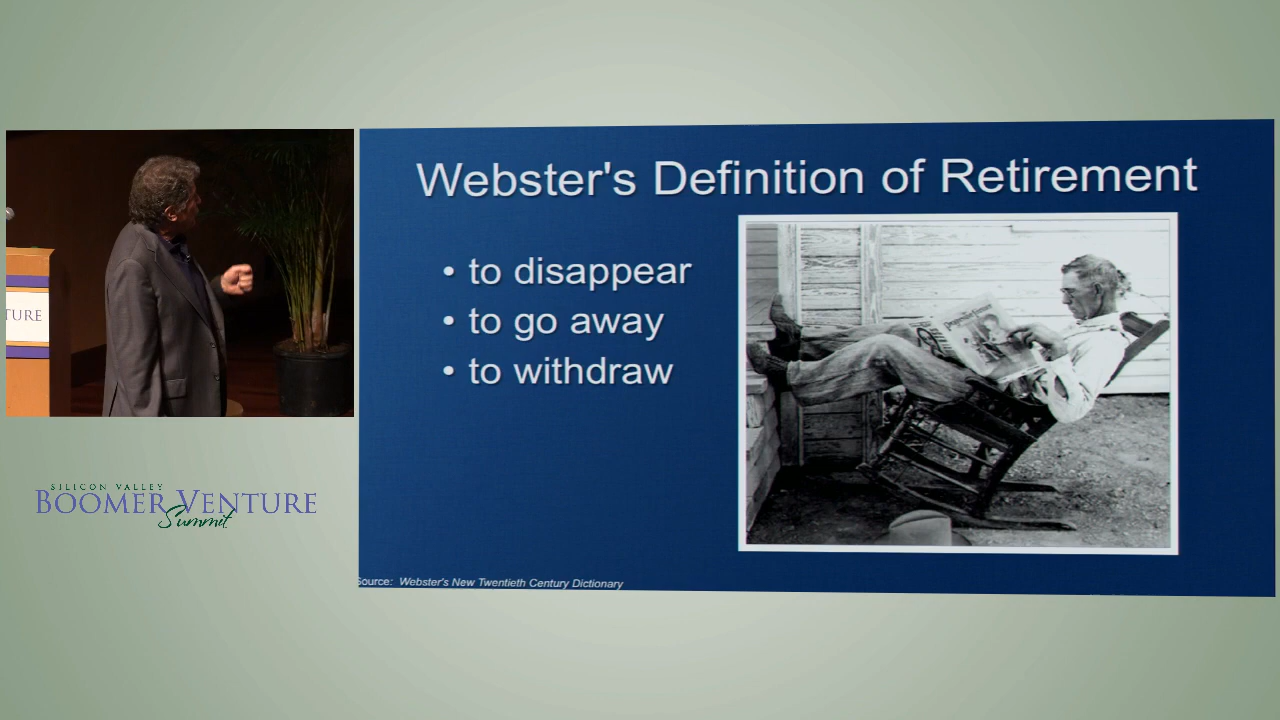 Webster's Definition of Retirement
• to disappear
• to go away
• to withdraw
Source: Webster's New Twentieth Century Dictionary
TURE
SILICON VALLEY
BOOMER VENTURE
Summit